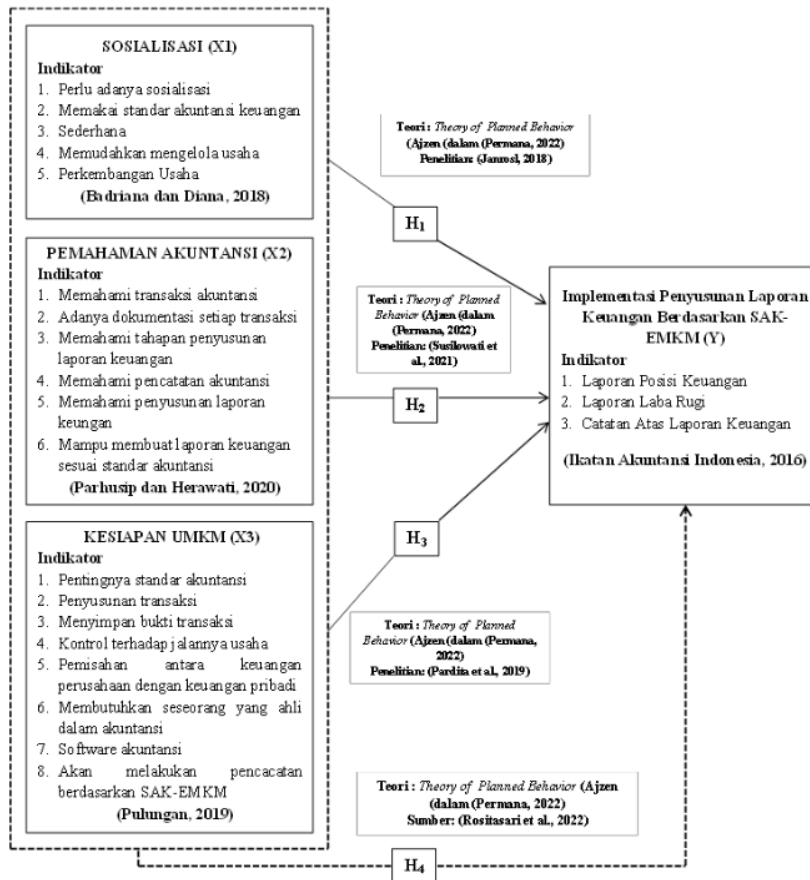 SOSIALISASI (X1)
Indikator
1. Perlu adanya sosialisasi
2. Memakai standar akuntansi keuangan
3. Sederhana
4. Memudahkan mengelola usaha
5. Perkembangan Usaha
(Badriana dan Diana, 2018)
PEMAHAMAN AKUNTANSI (X2)
Indikator
1. Memahami transaksi akuntansi
2. Adanya dokumentasi setiap transaksi
3. Memahami tahapan penyusunan
laporan keuangan
4. Memahami pencatatan akuntansi
5. Memahami penyusunan laporan
keungan
6. Mampu membuat laporan keuangan
sesuai standar akuntansi
(Parhusip dan Herawati, 2020)
KESIAPAN UMKM (X3)
Indikator
1. Pentingnya standar akuntansi
2. Penyusunan transaksi
3. Menyimpan bukti transaksi
4. Kontrol terhadap jalannya usaha
5. Pemisahan antara keuangan
perusahaan dengan keuangan pribadi
6. Membutuhkan seseorang yang ahli
dalam akuntansi
7. Software akuntansi
8. Akan melakukan pencacatan
berdasarkan SAK-EMKM
(Pulungan, 2019)
Teori : Theory of Planned Behavior
(Ajzen (dalam (Permana, 2022)
Penelitian: (Janrosl, 2018)
H1
Teori : Theory of Planned
Behavior (Ajzen (dalam
(Permana, 2022)
Penelitian: (Susilowati et
al., 2021)
H2
H3
Teori : Theory of Planned
Behavior (Ajzen (dalam (Permana,
2022)
Penelitian: (Pardita et al., 2019)
Teori : Theory of Planned Behavior (Ajzen
(dalam (Permana, 2022)
Sumber: (Rositasari et al., 2022)
H4
Implementasi Penyusunan Laporan
Keuangan Berdasarkan SAK-
EMKM (Y)
Indikator
1. Laporan Posisi Keuangan
2. Laporan Laba Rugi
3. Catatan Atas Laporan Keuangan
(Ikatan Akuntansi Indonesia, 2016)